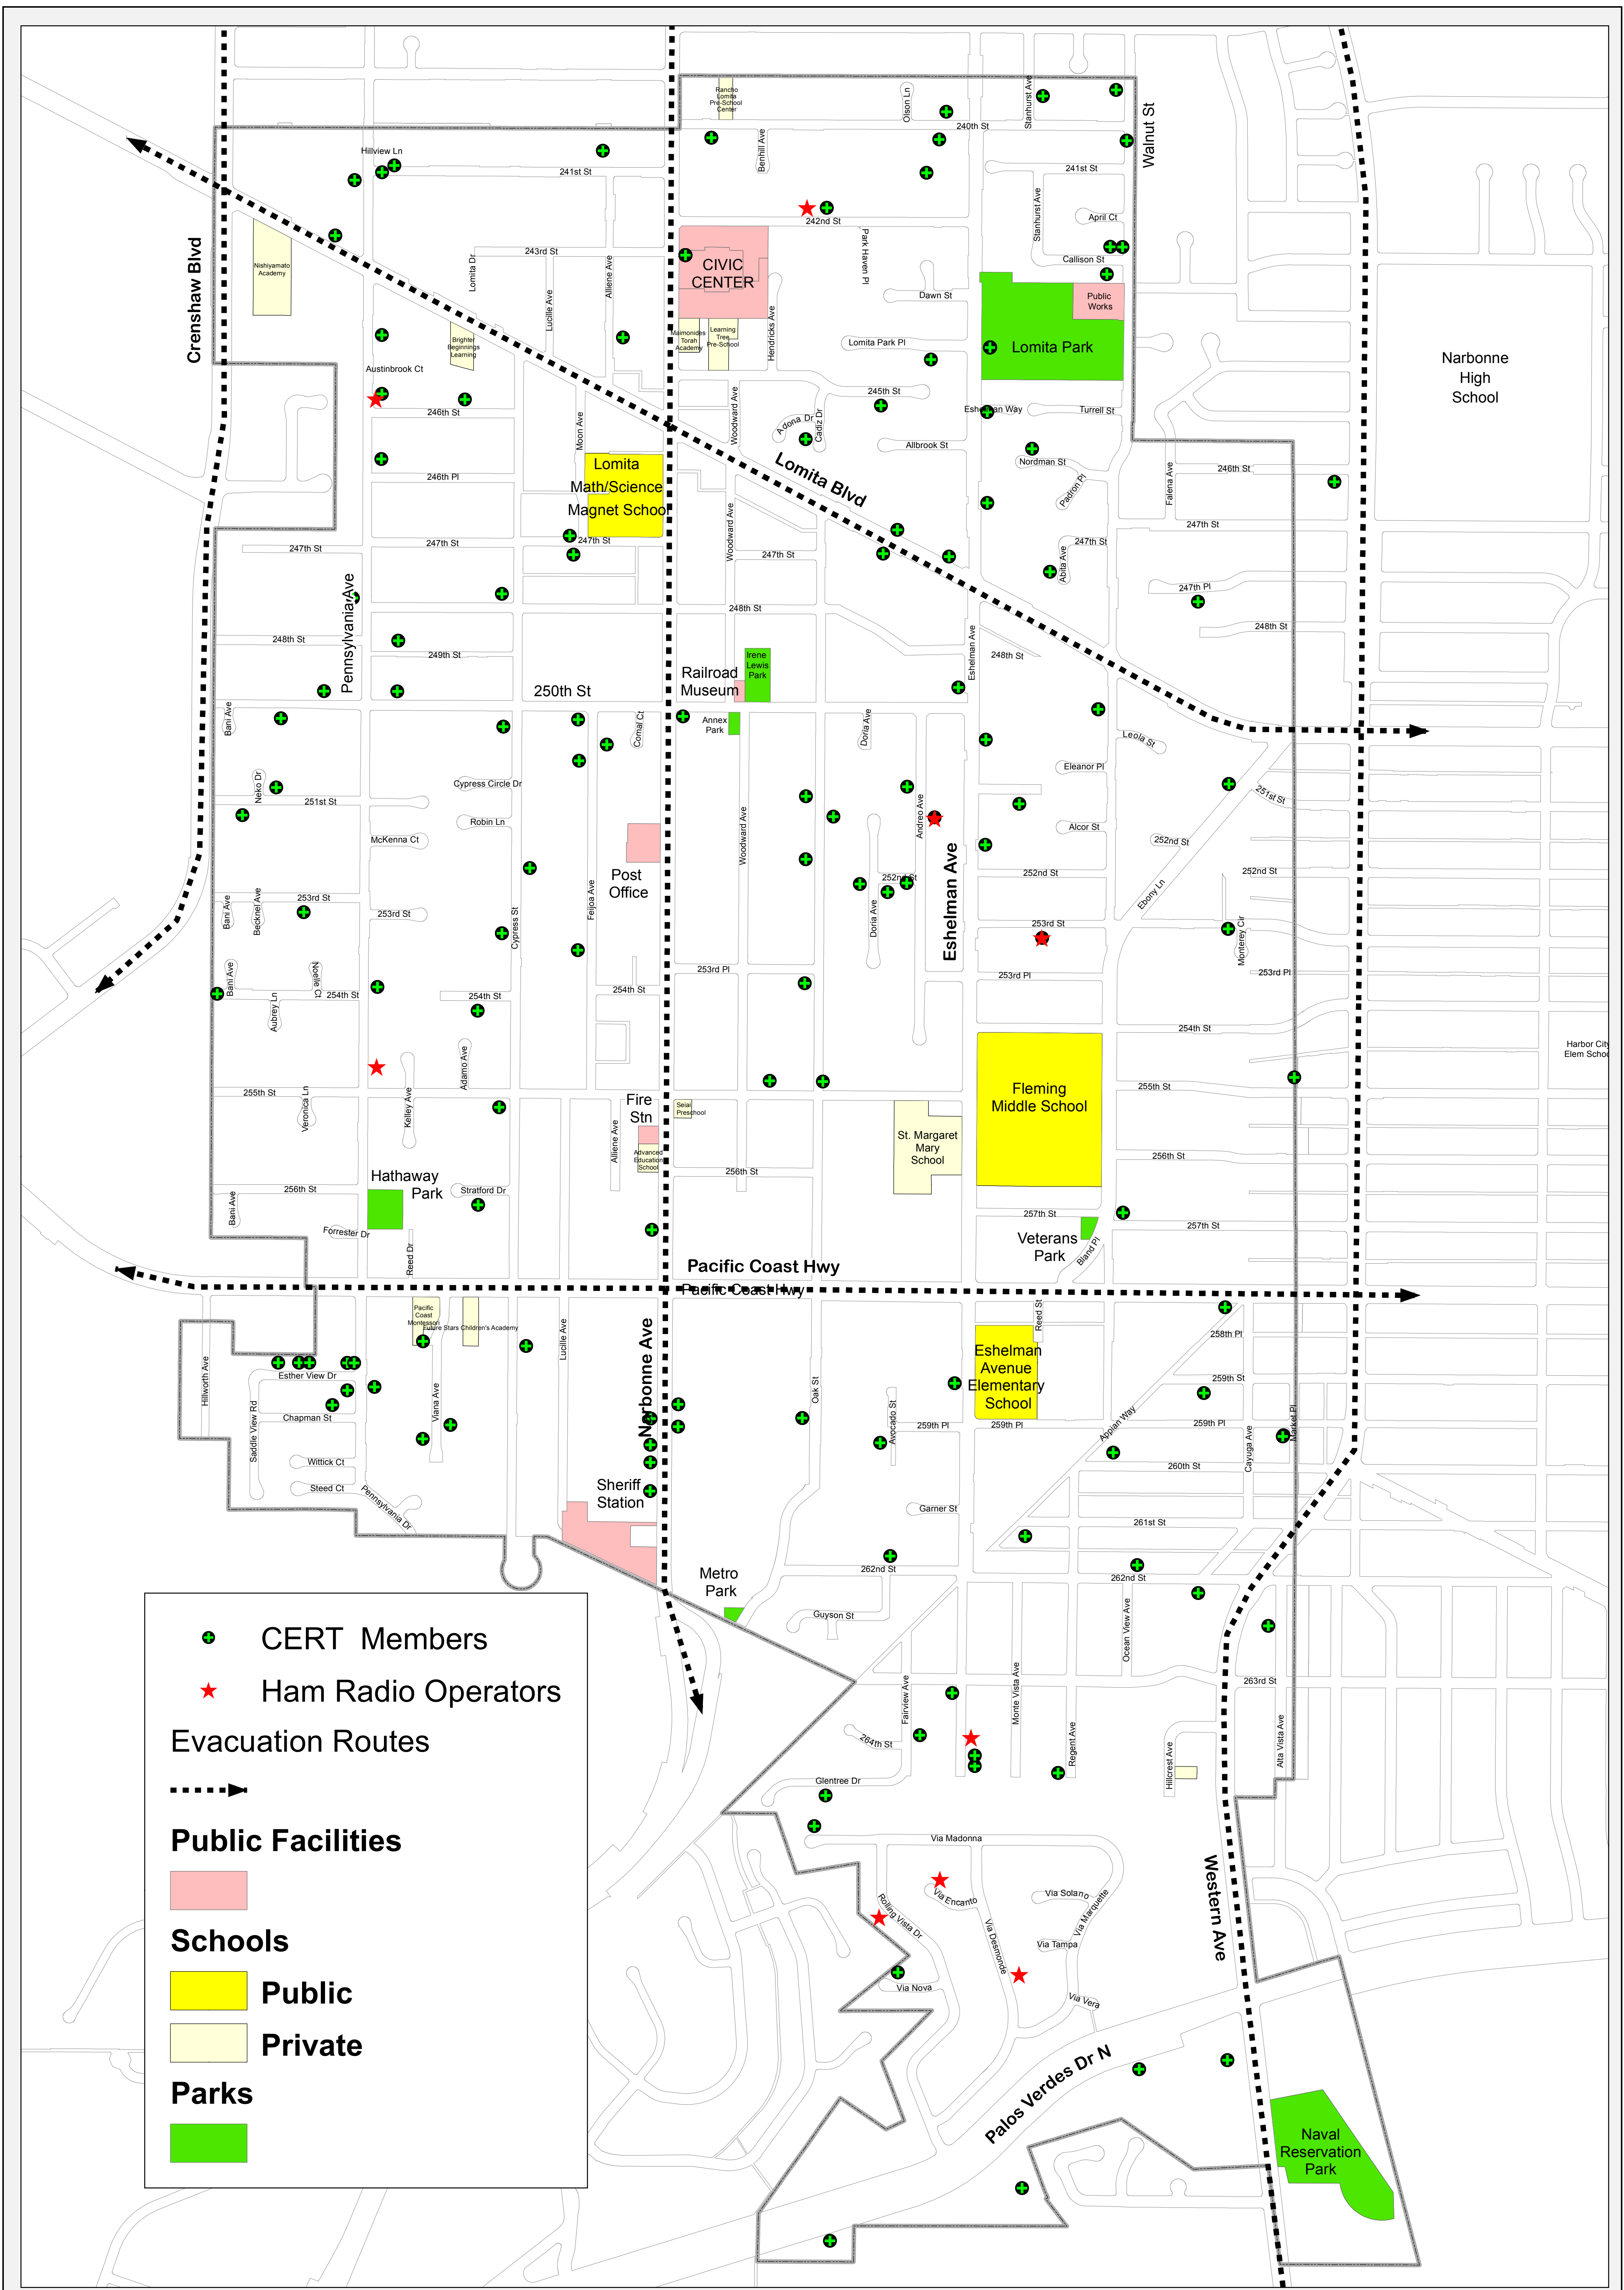 Rancho
Lomita
Pre-School
Center
Olson Ln
Stanhurst Ave
240th St
Walnut St
Benhill Ave
Hillview Ln
241st St
241st St
242nd St
Stanhurst Ave
April Ct
Park Haven Pl
Callison St
Crenshaw Blvd
Nishiyamato
Academy
Lomita Dr
243rd St
Lucille Ave
Alliene Ave
CIVIC
CENTER
Dawn St
Public
Works
Hendricks Ave
Maimonides
Torah
Academy
Learning
Tree
Pre-School
Lomita Park Pl
Lomita Park
Narbonne
High
School
Brighter
Beginnings
Learning
Austinbrook Ct
246th St
Moon Ave
Woodward Ave
Adona Dr
Cadiz Dr
245th St
Eshelman Way
Turrell St
Allbrook St
Lomita Blvd
Nordman St
Padron Pl
Falena Ave
246th St
246th Pl
Lomita
Math/Science
Magnet School
247th St
247th St
247th St
Woodward Ave
247th St
247th St
Abita Ave
247th St
247th Pl
Pennsylvania Ave
248th St
248th St
248th St
248th St
249th St
Eshelman Ave
250th St
Railroad
Museum
Irene
Lewis
Park
Annex
Park
Bani Ave
Comal Ct
Doria Ave
Leola St
Eleanor Pl
Neko Dr
251st St
Cypress Circle Dr
251st St
Robin Ln
McKenna Ct
Woodward Ave
Andreo Ave
Alcor St
252nd St
Post
Office
Eshelman Ave
252nd St
252nd St
252nd St
Ebony Ln
Bani Ave
Becknel Ave
253rd St
253rd St
Cypress St
Feijoa Ave
Doria Ave
253rd St
Monterey Cir
Bani Ave
Noelle Ct
253rd Pl
253rd Pl
253rd Pl
254th St
Aubrey Ln
254th St
254th St
254th St
Harbor City
Adamo Ave
255th St
Veronica Ln
Kelley Ave
Fire
Stn
Seiai
Preschool
Fleming
Middle School
255th St
Alliene Ave
Advanced
Education
School
St. Margaret
Mary
School
256th St
256th St
Hathaway
Park
256th St
Stratford Dr
Bani Ave
Forrester Dr
Reed Dr
257th St
257th St
Veterans
Park
Bland Pl
Pacific Coast Hwy
Pacific Coast Hwy
Pacific
Coast
Montessori
Future Stars Children's Academy
Reed St
258th Pl
Hillworth Ave
Esther View Dr
Saddle View Rd
Chapman St
Viana Ave
Lucille Ave
Narbonne Ave
Oak St
Avocado St
Eshelman
Avenue
Elementary
School
259th St
259th Pl
259th Pl
259th Pl
Appian Way
Cayuga Ave
Market Pl
260th St
Wittick Ct
Steed Ct
Pennsylvania Dr
Sheriff
Station
Garner St
261st St
Metro
Park
262nd St
262nd St
Guyson St
Ocean View Ave
Fairview Ave
Monte Vista Ave
263rd St
264th St
Regent Ave
Hillcrest Ave
Alta Vista Ave
Glentree Dr
Via Madonna
Western Ave
Via Encanto
Via Solano
Via Marquette
Rolling Vista Dr
Via Desmonde
Via Tampa
Via Nova
Via Vera
Palos Verdes Dr N
Naval
Reservation
Park
CERT Members
Ham Radio Operators
Evacuation Routes
Public Facilities
Schools
Public
Private
Parks